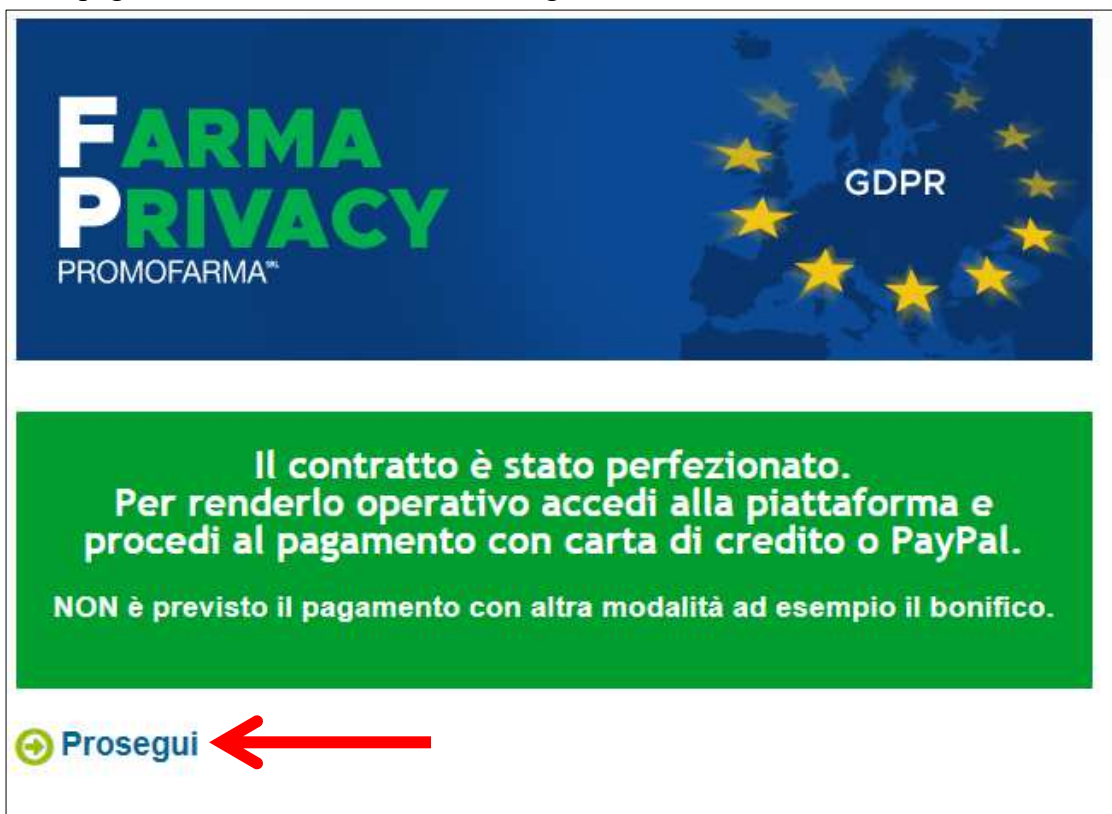 FARMA
PRIVACY
PROMOFARMA
GDPR
Il contratto è stato perfezionato.
Per renderlo operativo accedi alla piattaforma e
procedi al pagamento con carta di credito o PayPal.
NON è previsto il pagamento con altra modalità ad esempio il bonifico.
Prosegui